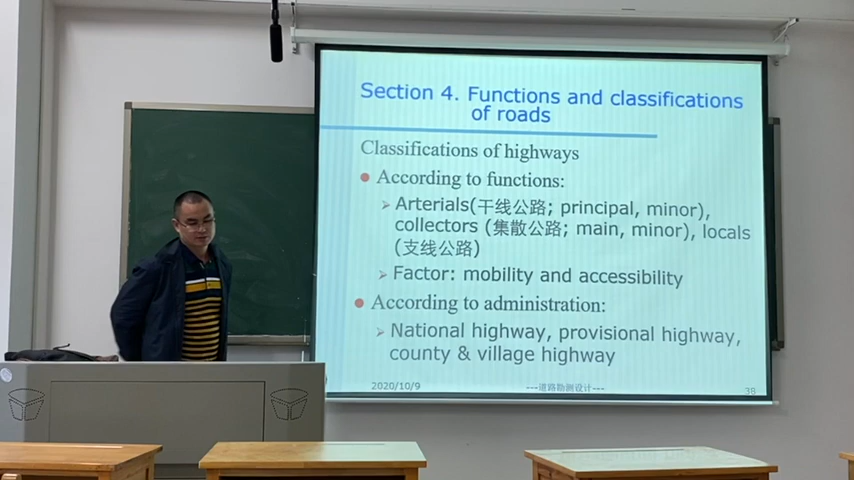 Section 4. Functions and classifications
of roads
Classifications of highways
According to functions:
Arterials(干线公路; principal, minor),
collectors (集散公路; main, minor), locals
(支线公路)
Factor: mobility and accessibility
According to administration:
National highway, provisional highway,
county & village highway
2020/10/9 ---道路勘测设计--- 38